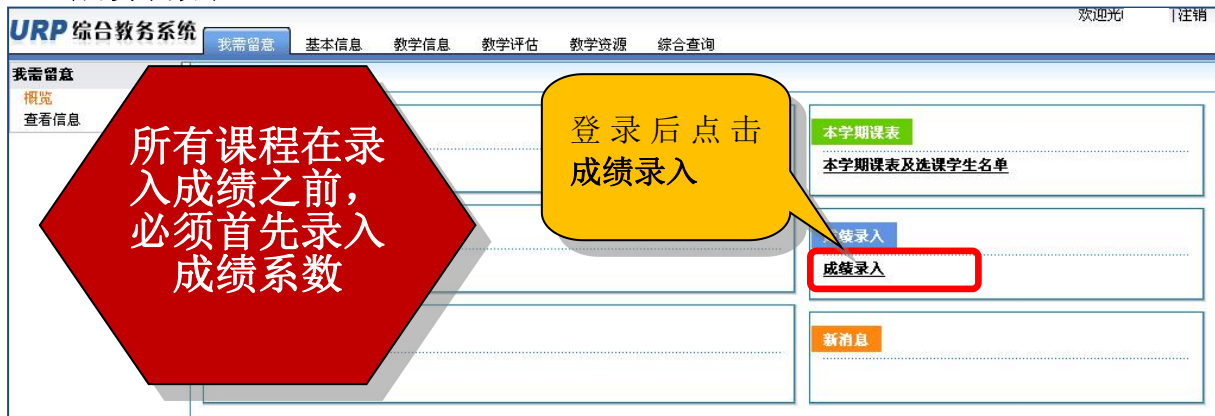 欢迎光 |注销
URP 综合教务系统
我需留意 基本信息 教学信息 教学评估 教学资源 综合查询
我需留意
概览
查看信息
所有课程在录
入成绩之前，
必须首先录入
成绩系数
登录后点击
成绩录入
本学期课表
本学期课表及选课学生名单
成绩录入
成绩录入
新消息